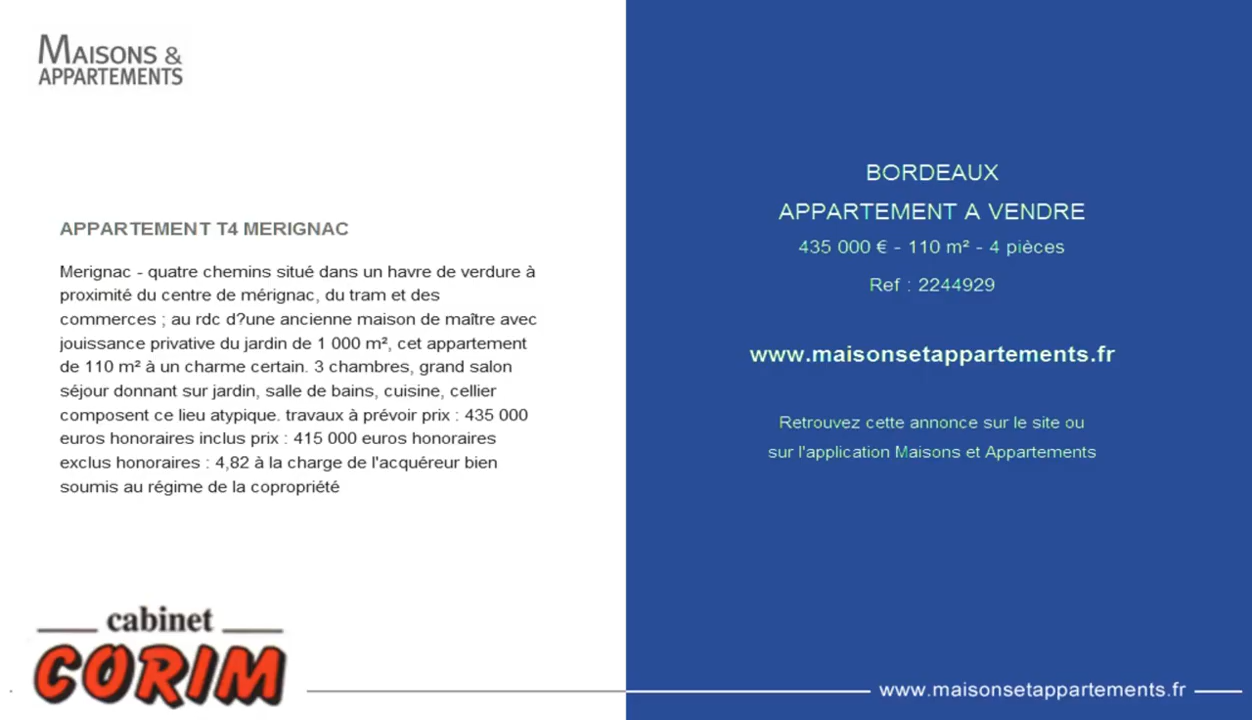 MAISONS &
APPARTEMENTS
APPARTEMENT T4 MERIGNAC
Merignac - quatre chemins situé dans un havre de verdure à
proximité du centre de mérignac, du tram et des
commerces ; au rdc d?une ancienne maison de maître avec
jouissance privative du jardin de 1 000 m², cet appartement
de 110 m² à un charme certain. 3 chambres, grand salon
séjour donnant sur jardin, salle de bains, cuisine, cellier
composent ce lieu atypique. travaux à prévoir prix : 435 000
euros honoraires inclus prix : 415 000 euros honoraires
exclus honoraires : 4,82 à la charge de l'acquéreur bien
soumis au régime de la copropriété
cabinet
CORIM
BORDEAUX
APPARTEMENT A VENDRE
435 000 € - 110 m² - 4 pièces
Ref : 2244929
www.maisonsetappartements.fr
Retrouvez cette annonce sur le site ou
sur l'application Maisons et Appartements
www.maisonsetappartements.fr